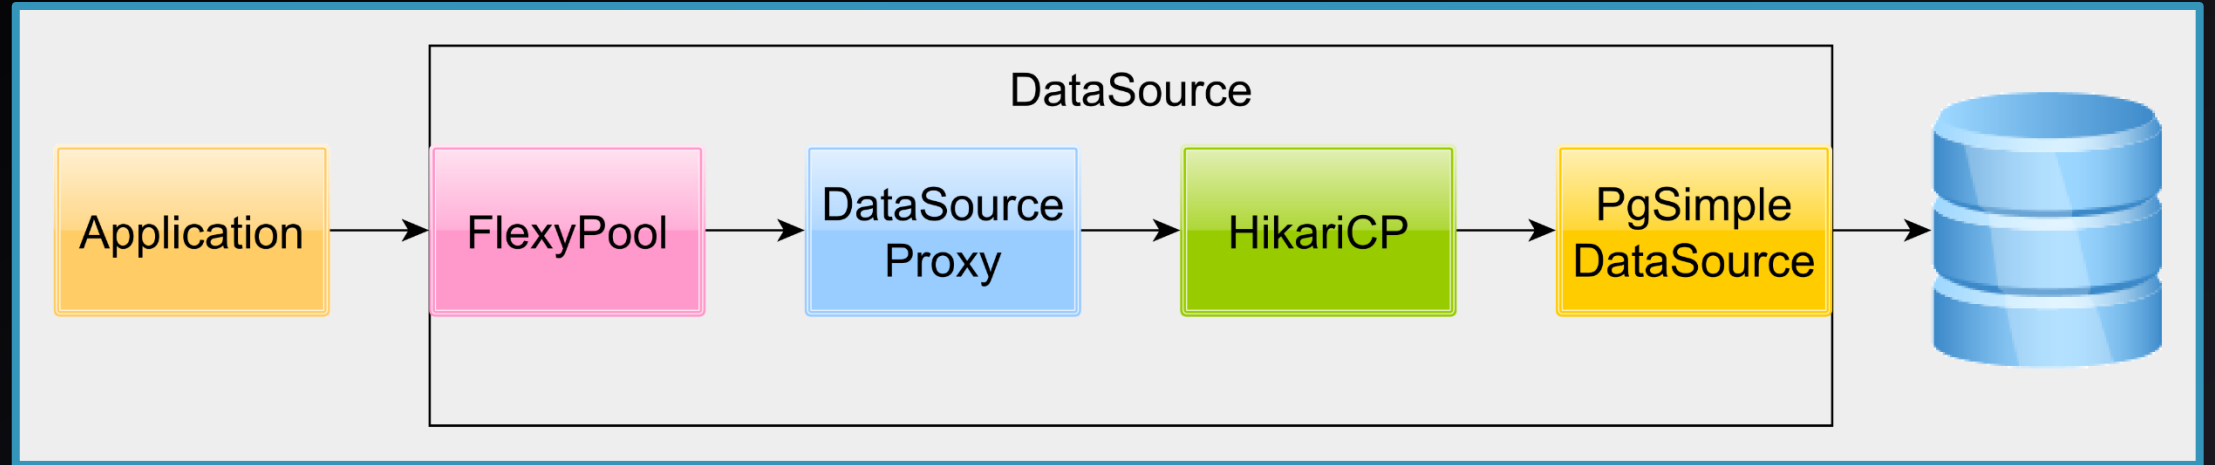 DataSource
Application
FlexyPool
DataSource
Proxy
HikariCP
PgSimple
DataSource